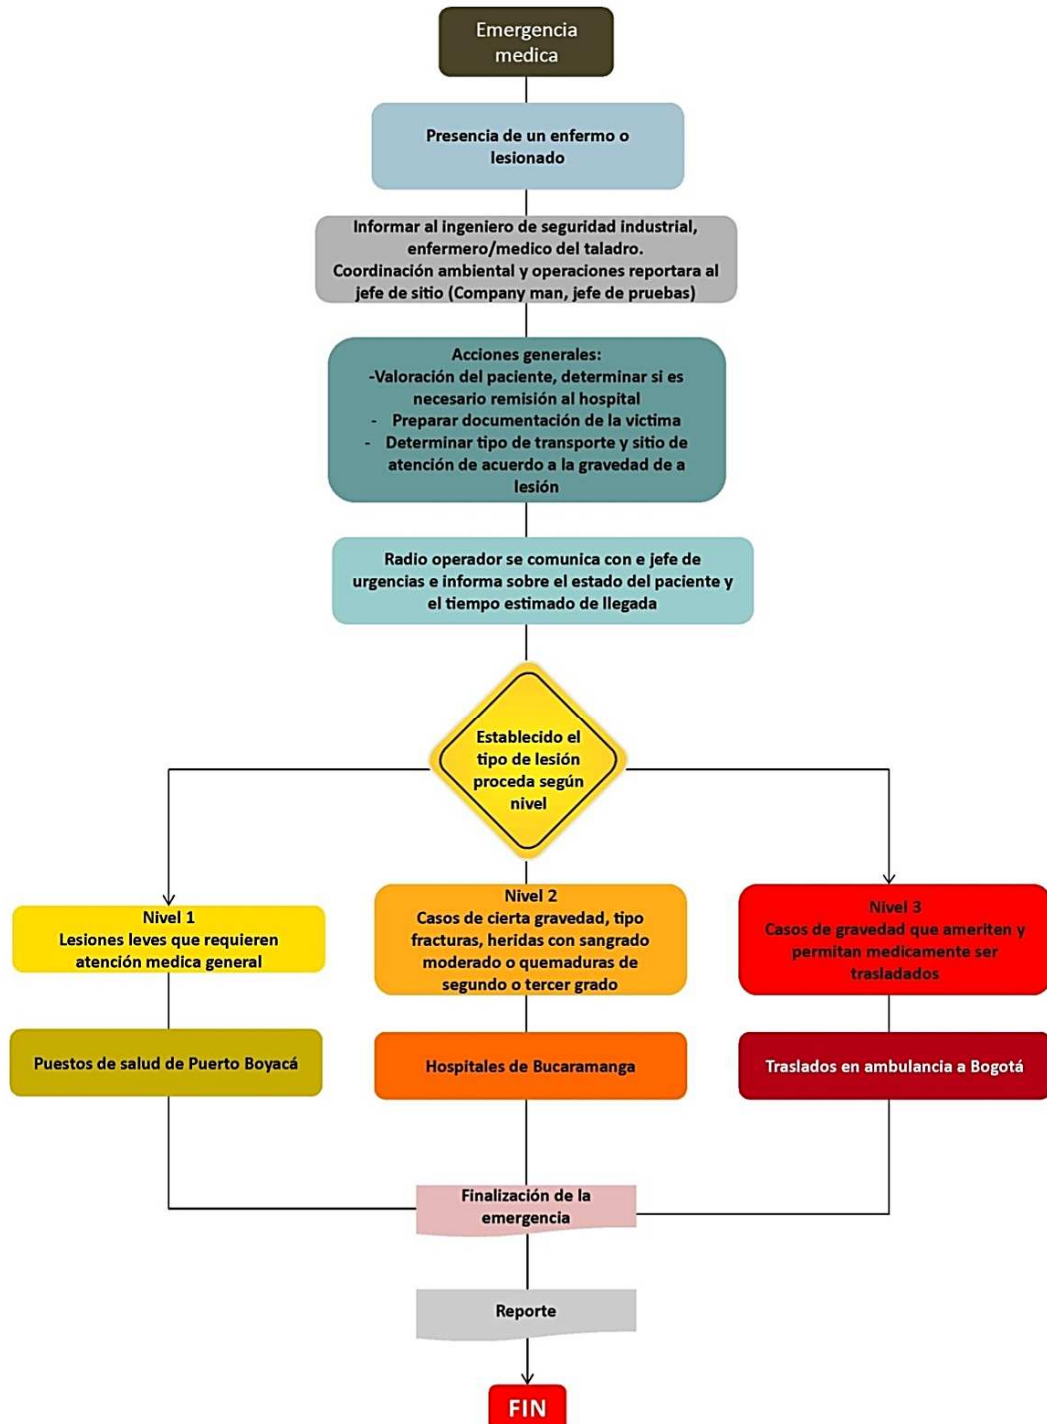 Emergencia
medica
Presencia de un enfermo o
lesionado
Informar al ingeniero de seguridad industrial,
enfermero/medico del taladro.
Coordinación ambiental y operaciones reportara al
jefe de sitio (Company man, jefe de pruebas)
Acciones generales:
-Valoración del paciente, determinar si es
necesario remisión al hospital
- Preparar documentación de la victima
- Determinar tipo de transporte y sitio de
atención de acuerdo a la gravedad de a
lesión
Radio operador se comunica con e jefe de
urgencias e informa sobre el estado del paciente y
el tiempo estimado de llegada
Establecido el
tipo de lesión
proceda según
nivel
Nivel 1
Lesiones leves que requieren
atención medica general
Nivel 2
Casos de cierta gravedad, tipo
fracturas, heridas con sangrado
moderado o quemaduras de
segundo o tercer grado
Nivel 3
Casos de gravedad que ameriten y
permitan medicamente ser
trasladados
Puestos de salud de Puerto Boyacá
Hospitales de Bucaramanga
Traslados en ambulancia a Bogotá
Finalización de la
emergencia
Reporte
FIN